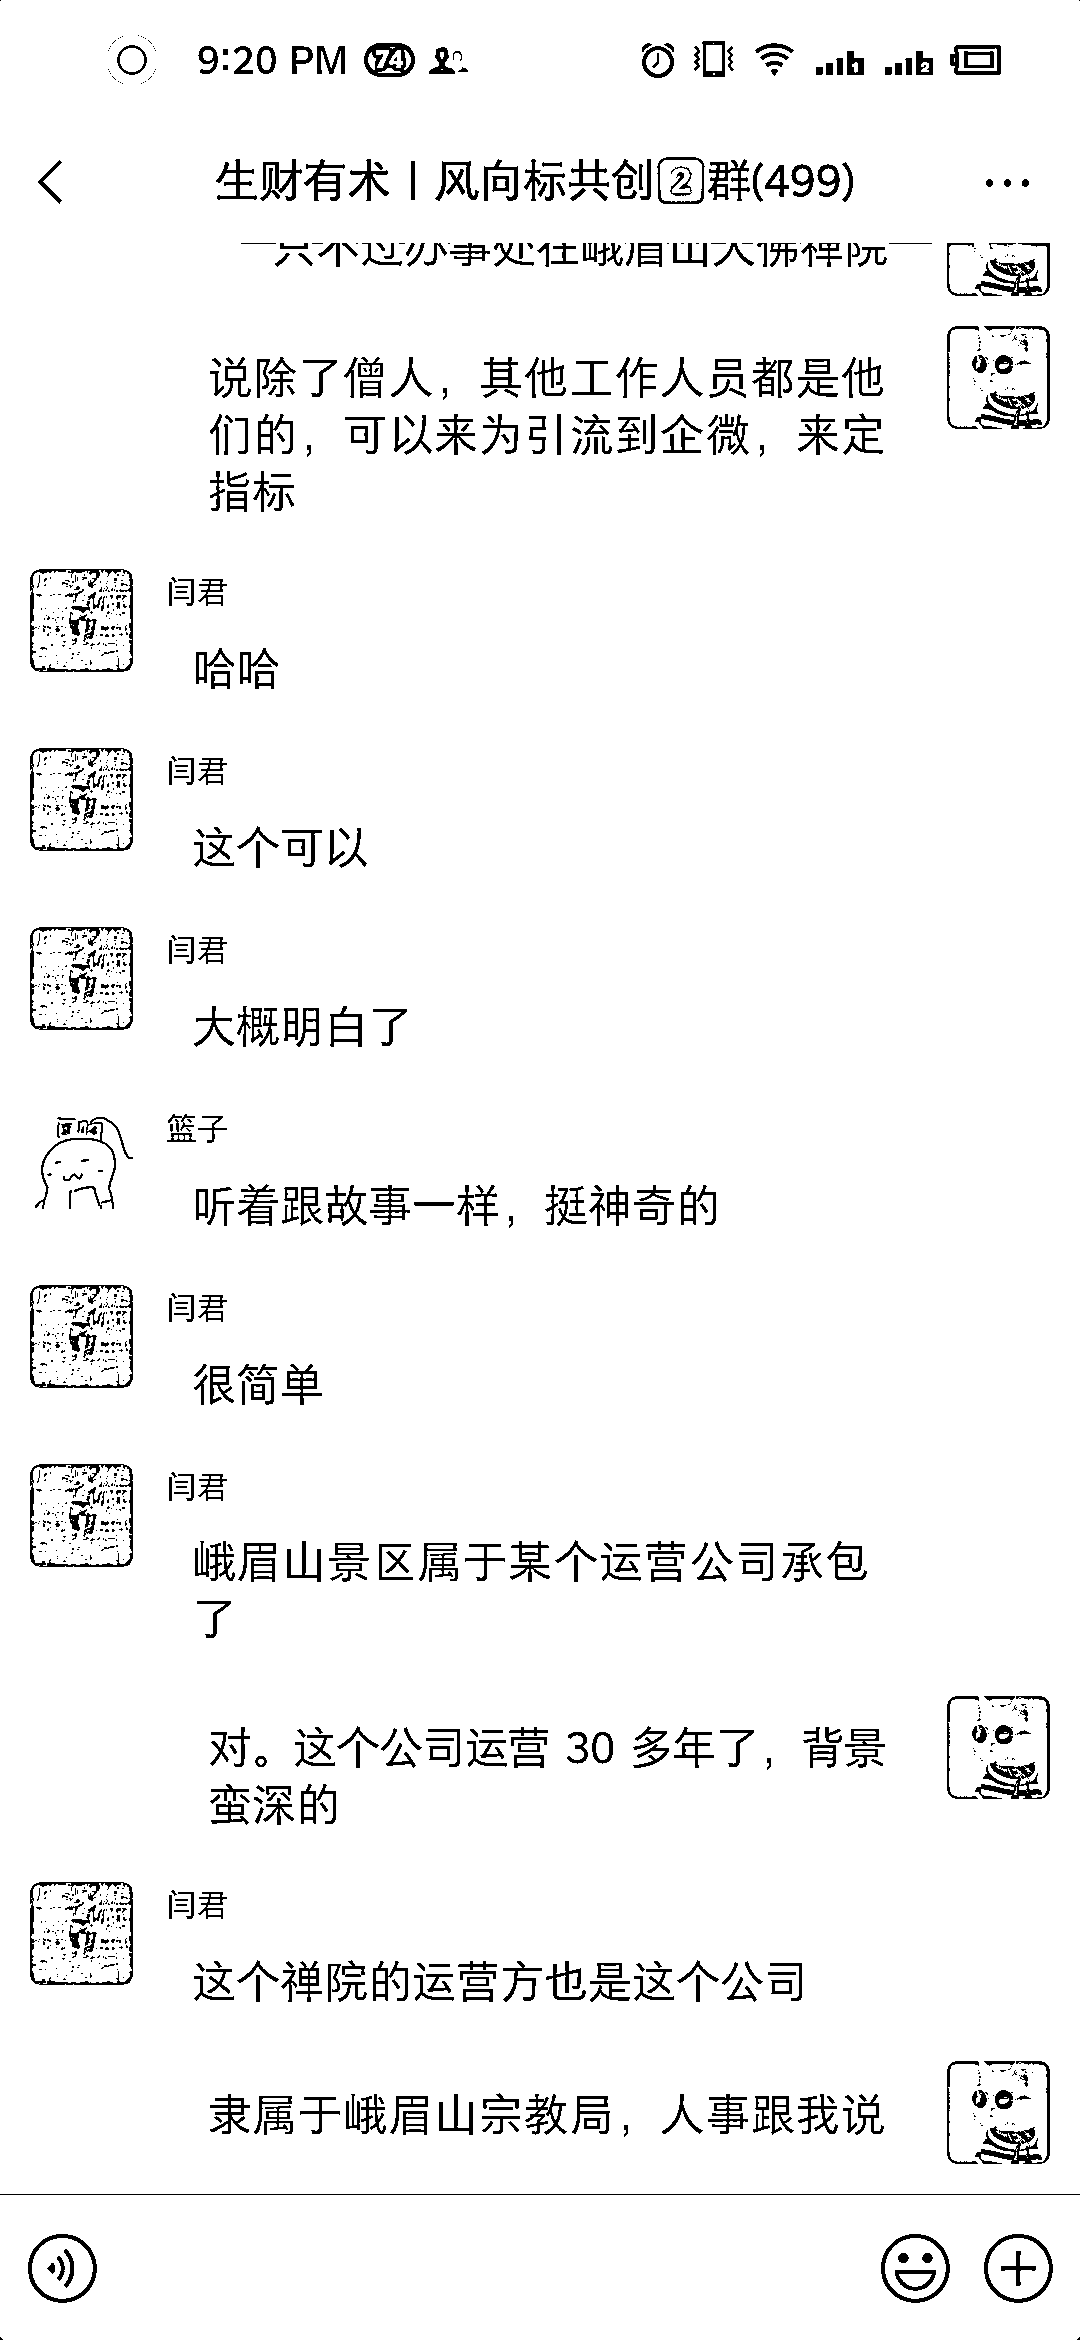 9:20 PM 74
生财有术丨风向标共创2群(499)
只不过办事处在峨眉山大佛禅院
说除了僧人，其他工作人员都是他
们的，可以来为引流到企微，来定
指标
闫君
哈哈
闫君
这个可以
闫君
大概明白了
篮子
听着跟故事一样，挺神奇的
闫君
很简单
闫君
峨眉山景区属于某个运营公司承包
了
对。这个公司运营 30 多年了，背景
蛮深的
闫君
这个禅院的运营方也是这个公司
隶属于峨眉山宗教局，人事跟我说